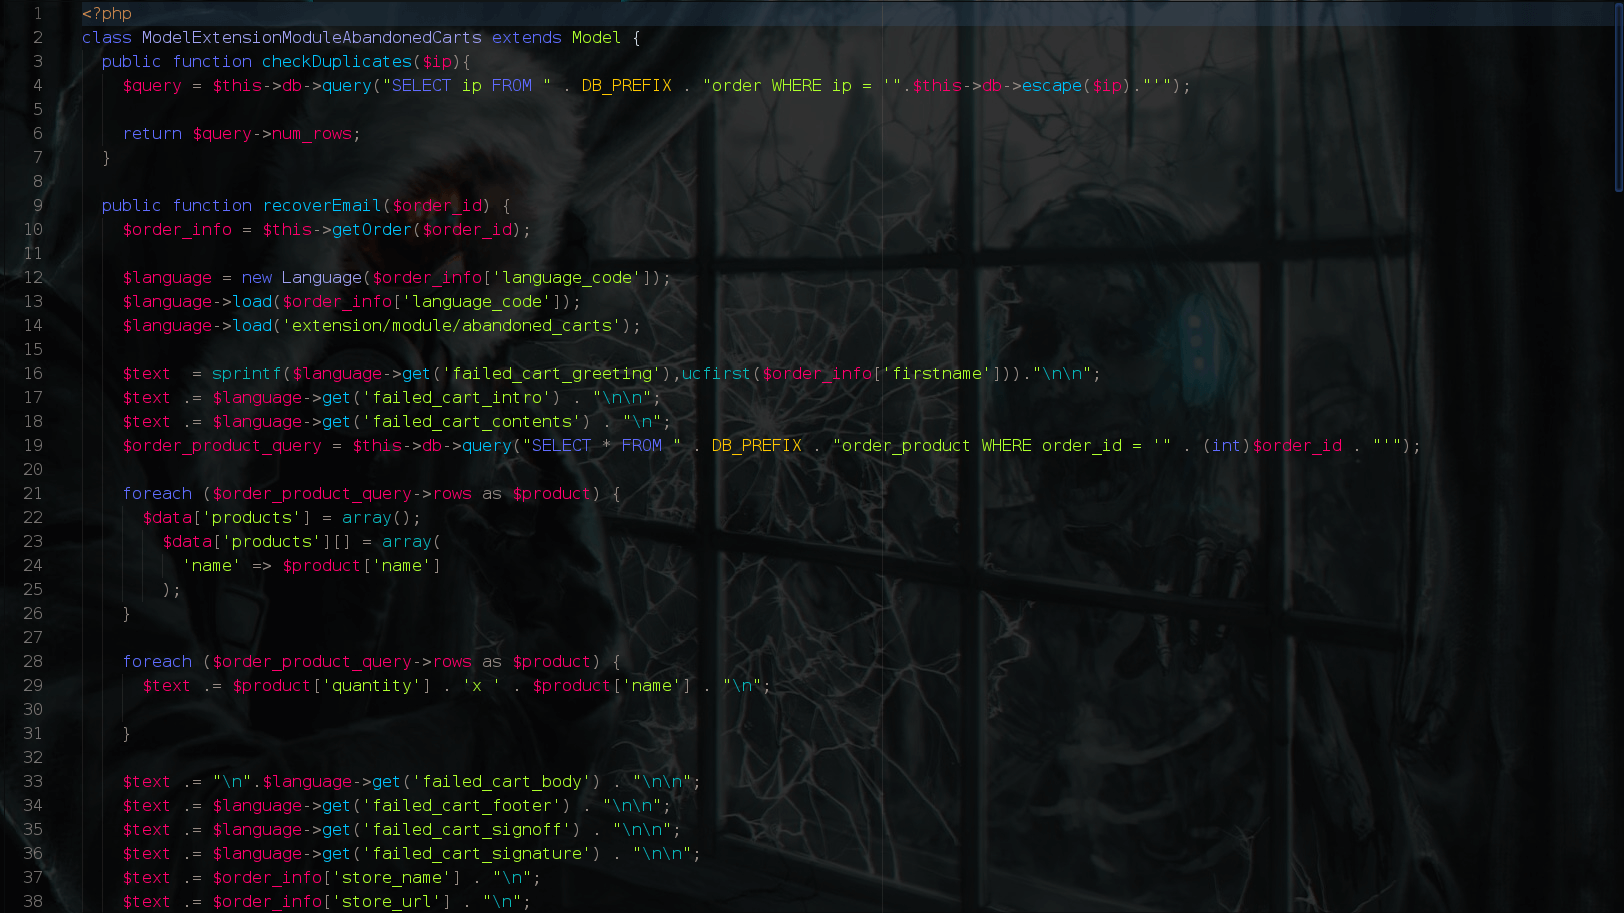 1 <?php
2 class ModelExtensionModuleAbandonedCarts extends Model {
3 public function checkDuplicates($ip){
4 $query = $this->db->query("SELECT ip FROM " . DB_PREFIX . "order WHERE ip = '".$this->db->escape($ip)."'");
5
6 return $query->num_rows;
7 }
8
9 public function recoverEmail($order_id) {
10 $order_info = $this->getOrder($order_id);
11
12 $language = new Language($order_info['language_code']);
13 $language->load($order_info['language_code']);
14 $language->load('extension/module/abandoned_carts');
15
16 $text  = sprintf($language->get('failed_cart_greeting'),ucfirst($order_info['firstname']))."\n\n";
17 $text .= $language->get('failed_cart_intro') . "\n\n";
18 $text .= $language->get('failed_cart_contents') . "\n";
19 $order_product_query = $this->db->query("SELECT * FROM " . DB_PREFIX . "order_product WHERE order_id = '" . (int)$order_id . "'");
20
21 foreach ($order_product_query->rows as $product) {
22 $data['products'] = array();
23 $data['products'][] = array(
24 'name' => $product['name']
25 );
26 }
27
28 foreach ($order_product_query->rows as $product) {
29 $text .= $product['quantity'] . 'x ' . $product['name'] . "\n";
30
31 }
32
33 $text .= "\n".$language->get('failed_cart_body') . "\n\n";
34 $text .= $language->get('failed_cart_footer') . "\n\n";
35 $text .= $language->get('failed_cart_signoff') . "\n\n";
36 $text .= $language->get('failed_cart_signature') . "\n\n";
37 $text .= $order_info['store_name'] . "\n";
38 $text .= $order_info['store_url'] . "\n";